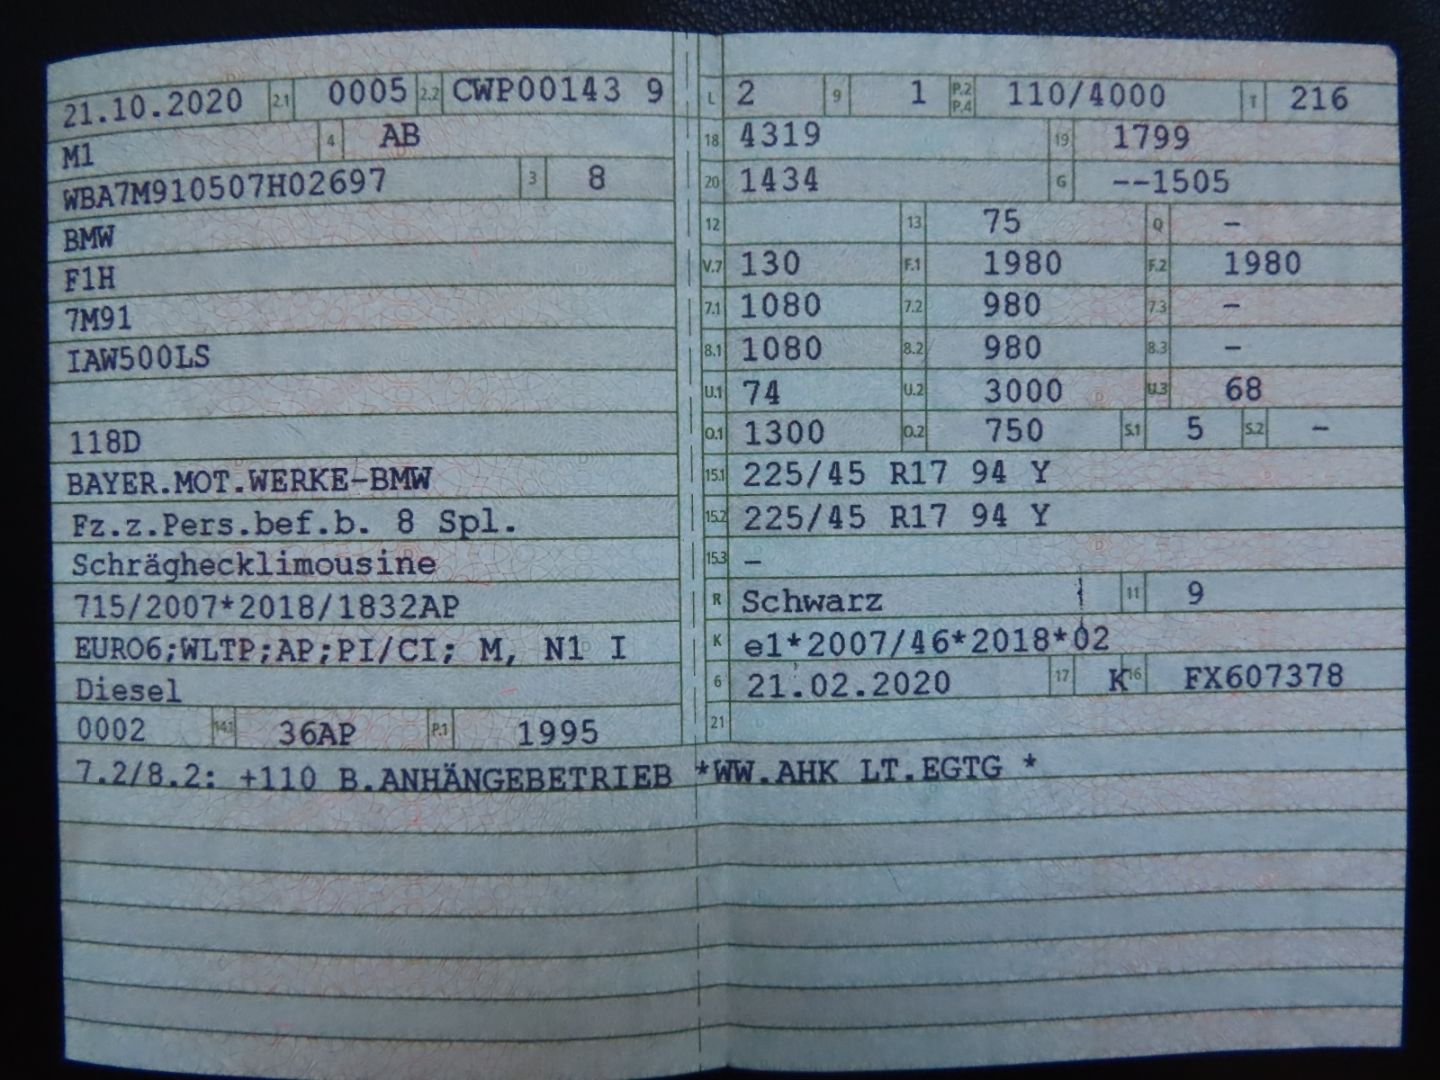 21.10.2020 2.1 0005 2.2 CWP00143 9
M1 4 AB
WBA7M910507H02697 3 8
BMW
F1H
7M91
IAW500LS
118D
BAYER.MOT.WERKE-BMW
Fz.z.Pers.bef.b. 8 Spl.
Schräghecklimousine
715/2007*2018/1832AP
EURO6;WLTP;AP;PI/CI; M, N1 I
Diesel
0002 14.1 36AP P.1 1995
L 2 9 1 P.2 P.4 110/4000 T 216
18 4319 19 1799
20 1434 G --1505
12 13 75 Q -
V.7 130 F.1 1980 F.2 1980
7.1 1080 7.2 980 7.3 -
8.1 1080 8.2 980 8.3 -
U.1 74 U.2 3000 U.3 68
O.1 1300 O.2 750 S.1 5 S.2 -
15.1 225/45 R17 94 Y
15.2 225/45 R17 94 Y
15.3 -
R Schwarz 11 9
K e1*2007/46*2018*02
6 21.02.2020 17 K 16 FX607378
21
7.2/8.2: +110 B.ANHÄNGEBETRIEB *WW.AHK LT.EGTG *